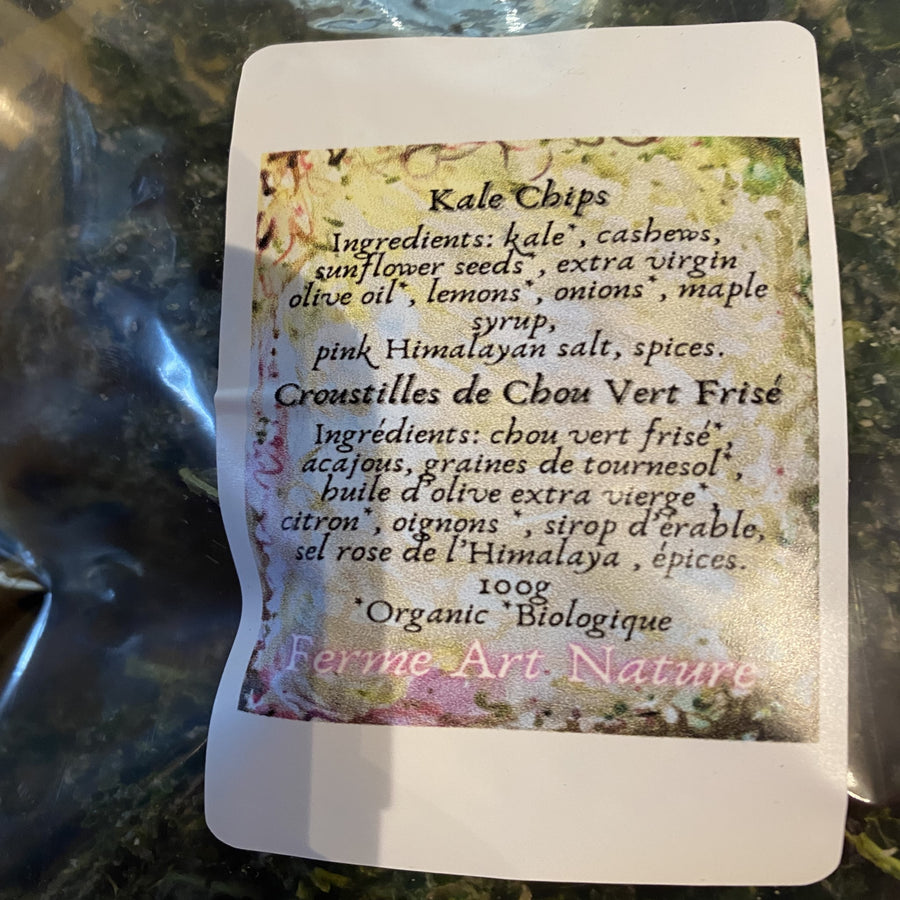 Kale Chips
Ingredients: kale*, cashews,
sunflower seeds*, extra virgin
olive oil*, lemons*, onions*, maple
syrup,
pink Himalayan salt, spices.
Croustilles de Chou Vert Frisé
Ingrédients: chou vert frisé*,
acajous, graines de tournesol*,
huile d'olive extra vierge*,
citron*, oignons *, sirop d'érable,
sel rose de l'Himalaya , épices.
100g
*Organic *Biologique
Ferme Art Nature